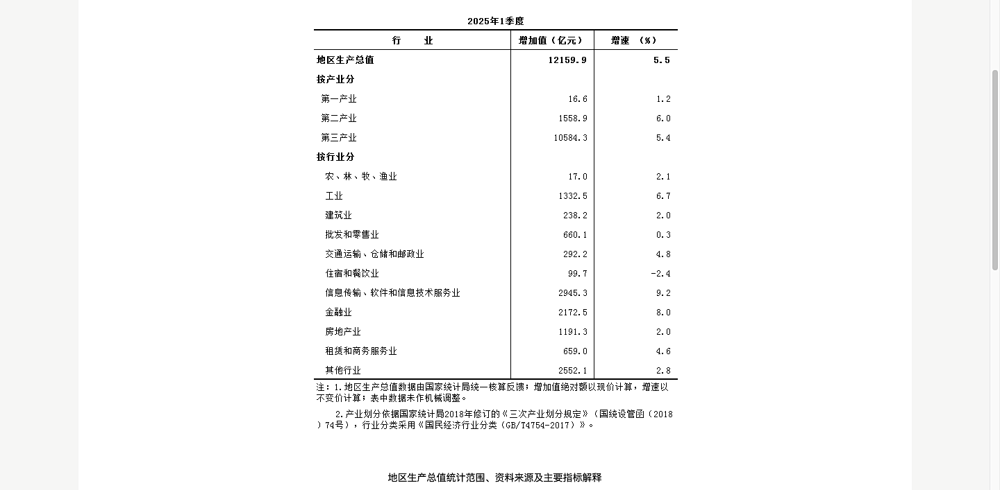 2025年1季度
行 业 增加值（亿元） 增速 （%）
地区生产总值 12159.9 5.5
按产业分
第一产业 16.6 1.2
第二产业 1558.9 6.0
第三产业 10584.3 5.4
按行业分
农、林、牧、渔业 17.0 2.1
工业 1332.5 6.7
建筑业 238.2 2.0
批发和零售业 660.1 0.3
交通运输、仓储和邮政业 292.2 4.8
住宿和餐饮业 99.7 -2.4
信息传输、软件和信息技术服务业 2945.3 9.2
金融业 2172.5 8.0
房地产业 1191.3 2.0
租赁和商务服务业 659.0 4.6
其他行业 2552.1 2.8
注：1.地区生产总值数据由国家统计局统一核算反馈；增加值绝对额以现价计算，增速以
不变价计算；表中数据未作机械调整。
2.产业划分依据国家统计局2018年修订的《三次产业划分规定》（国统设管函（2018
）74号），行业分类采用《国民经济行业分类（GB/T4754-2017）》。
地区生产总值统计范围、资料来源及主要指标解释